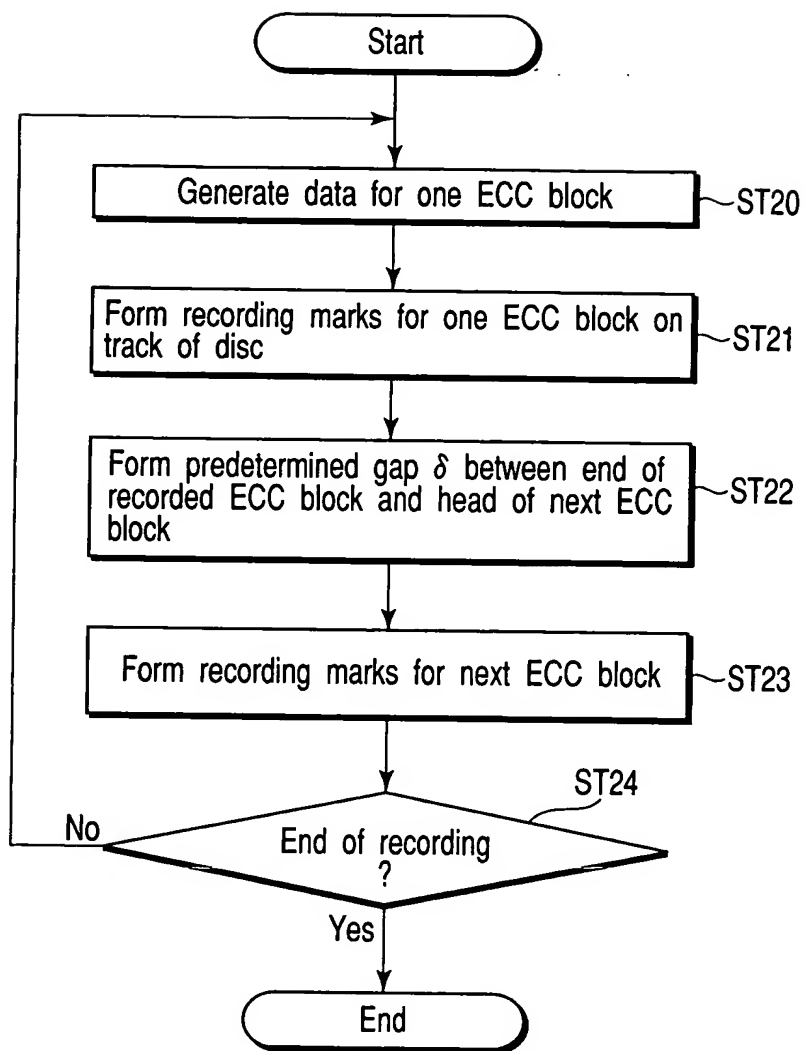 Start
Generate data for one ECC block
ST20
Form recording marks for one ECC block on
track of disc
ST21
Form predetermined gap δ between end of
recorded ECC block and head of next ECC
block
ST22
Form recording marks for next ECC block
ST23
ST24
No
End of recording
?
Yes
End